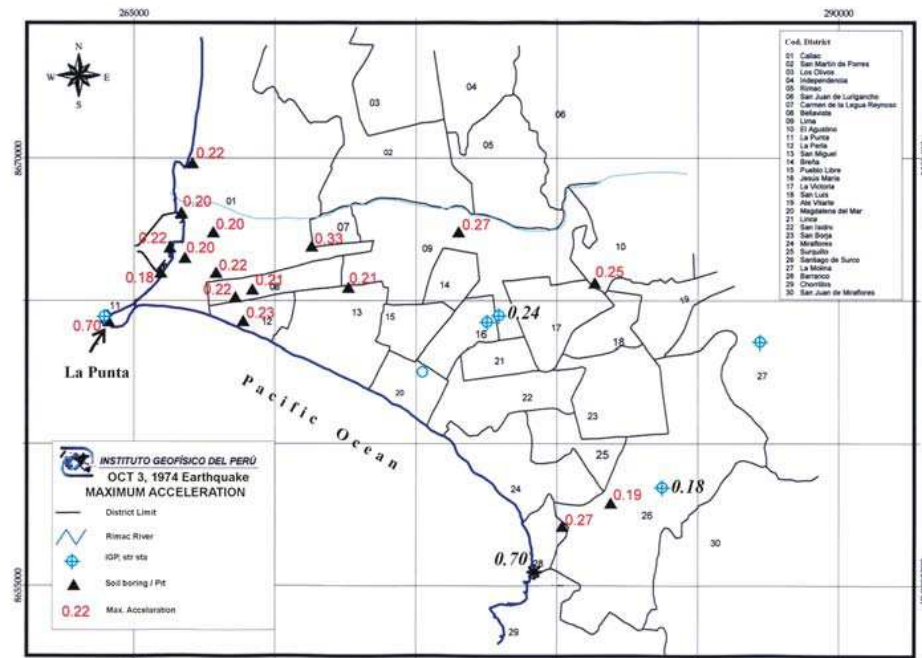 265000
290000
N
W E
S
Cod. District
01 Callao
02 San Martin de Porres
03 Los Olivos
04 Independencia
05 Rimac
06 San Juan de Lurigancho
07 Carmen de la Legua Reynoso
08 Bellavista
09 Lima
10 El Agustino
11 La Punta
12 La Perla
13 San Miguel
14 Breña
15 Pueblo Libre
16 Jesús María
17 La Victoria
18 San Luis
19 Ate Vitarte
20 Magdalena del Mar
21 Lince
22 San Isidro
23 San Borja
24 Miraflores
25 Surquillo
26 Santiago de Surco
27 La Molina
28 Barranco
29 Chorrillos
30 San Juan de Miraflores
03
04
06
05
02
8670000
0.22
01
0.20
0.20
07
0.33
0.27
10
0.22
0.20
09
0.18
0.22
0.21
0.21
0.25
0.22
08
14
19
11
0.70
0.23
12
13
15
16
0.24
17
18
La Punta
21
27
20
22
23
Pacific Ocean
25
24
0.18
0.19
26
0.27
30
0.70
28
29
8655000
INSTITUTO GEOFÍSICO DEL PERÚ
OCT 3, 1974 Earthquake
MAXIMUM ACCELERATION
District Limit
Rimac River
IGP, str sta
Soil boring / Pit
0.22 Max. Accelaration